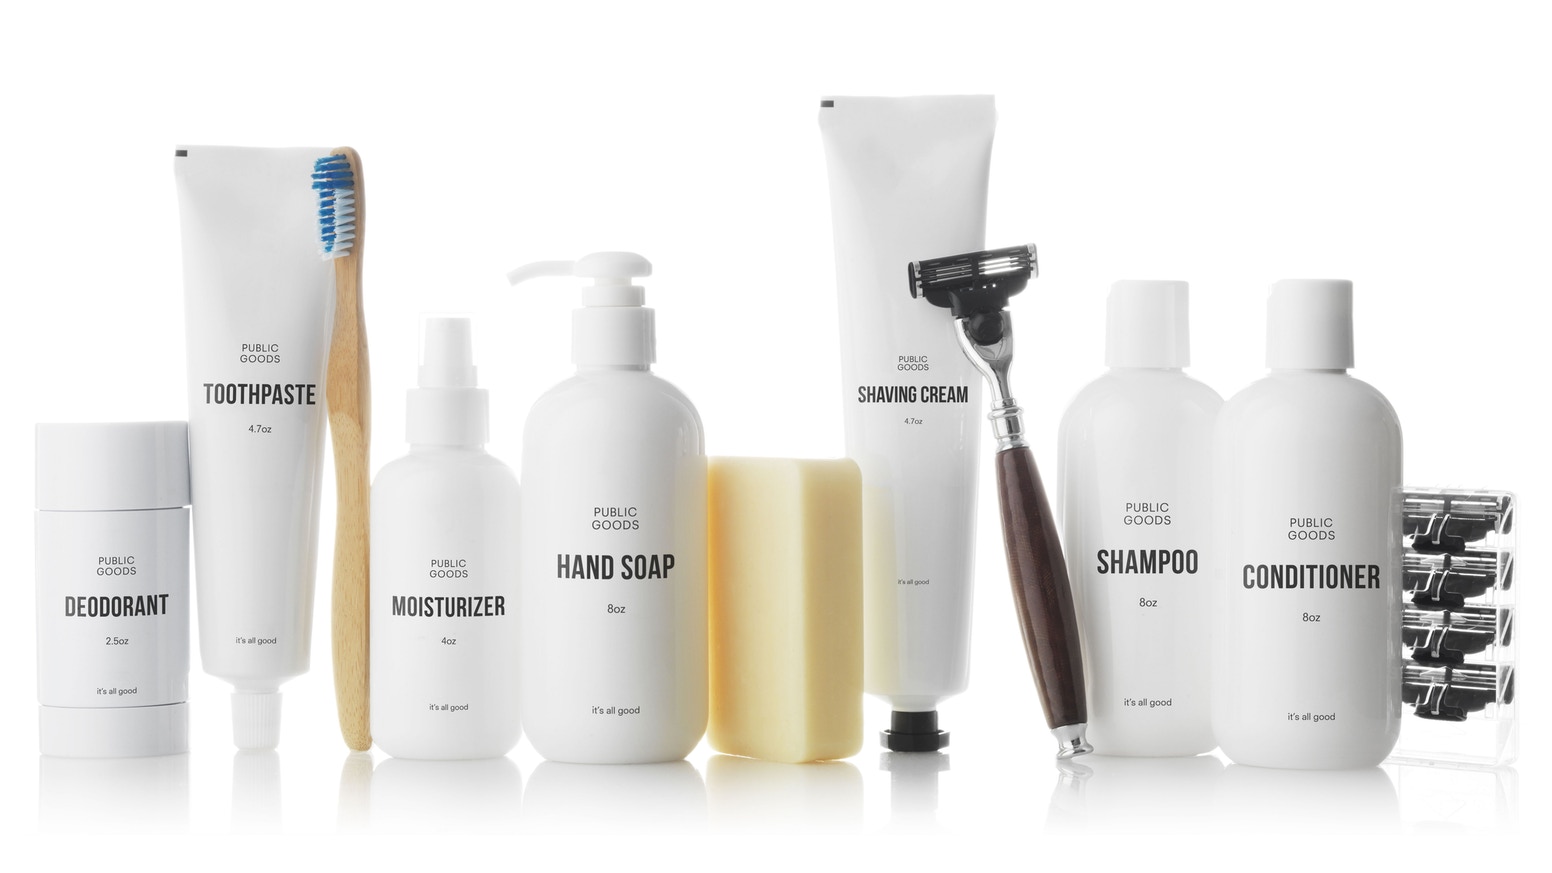 PUBLIC
GOODS
DEODORANT
2.5oz
it's all good
PUBLIC
GOODS
TOOTHPASTE
4.7oz
it's all good
PUBLIC
GOODS
MOISTURIZER
4oz
it's all good
PUBLIC
GOODS
HAND SOAP
8oz
it's all good
PUBLIC
GOODS
SHAVING CREAM
4.7oz
it's all good
PUBLIC
GOODS
SHAMPOO
8oz
it's all good
PUBLIC
GOODS
CONDITIONER
8oz
it's all good